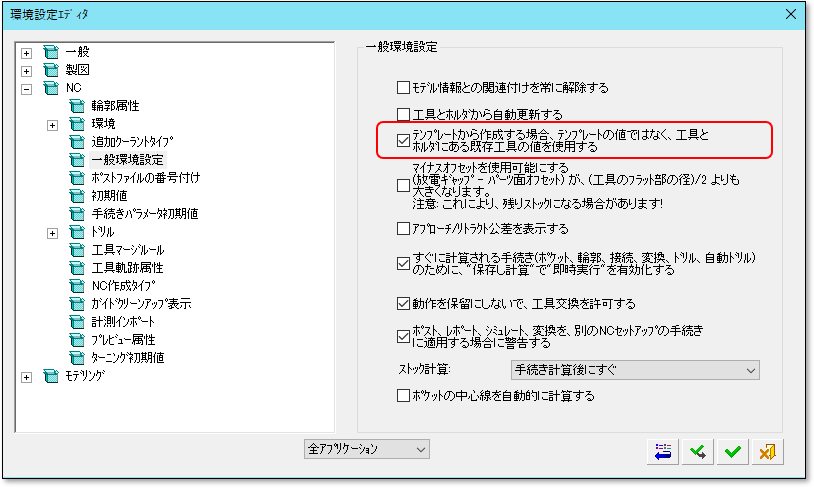 環境設定ｴﾃﾞｨﾀ
一般
製図
NC
輪郭属性
環境
追加ｸｰﾗﾝﾄﾀｲﾌﾟ
一般環境設定
ﾎﾟｽﾄﾌｧｲﾙの番号付け
初期値
手続きﾊﾟﾗﾒｰﾀ初期値
ﾄﾞﾘﾙ
工具ﾏｰｼﾞﾙｰﾙ
工具軌跡属性
NC作成ﾀｲﾌﾟ
ｶﾞｲﾄﾞｸﾘｰﾝｱｯﾌﾟ表示
計測ｲﾝﾎﾟｰﾄ
ﾌﾟﾚﾋﾞｭｰ属性
ﾀｰﾆﾝｸﾞ初期値
ﾓﾃﾞﾘﾝｸﾞ
一般環境設定
ﾓﾃﾞﾙ情報との関連付けを常に解除する
工具とﾎﾙﾀﾞから自動更新する
ﾃﾝﾌﾟﾚｰﾄから作成する場合、ﾃﾝﾌﾟﾚｰﾄの値ではなく、工具と
ﾎﾙﾀﾞにある既存工具の値を使用する
ﾏｲﾅｽｵﾌｾｯﾄを使用可能にする
(放電ｷﾞｬｯﾌﾟ - ﾊﾟｰﾂ面ｵﾌｾｯﾄ) が、(工具のﾌﾗｯﾄ部の径)/2 よりも
大きくなります。
注意: これにより、残りｽﾄｯｸになる場合があります!
ｱﾌﾟﾛｰﾁ/ﾘﾄﾗｸﾄ公差を表示する
すぐに計算される手続き(ﾎﾟｹｯﾄ、輪郭、接続、変換、ﾄﾞﾘﾙ、自動ﾄﾞﾘﾙ)
のために、"保存し計算"で"即時実行"を有効化する
動作を保留にしないで、工具交換を許可する
ﾎﾟｽﾄ、ﾚﾎﾟｰﾄ、ｼﾐｭﾚｰﾄ、変換を、別のNCｾｯﾄｱｯﾌﾟの手続き
に適用する場合に警告する
ｽﾄｯｸ計算:
手続き計算後にすぐ
ﾎﾟｹｯﾄの中心線を自動的に計算する
全ｱﾌﾟﾘｹｰｼｮﾝ